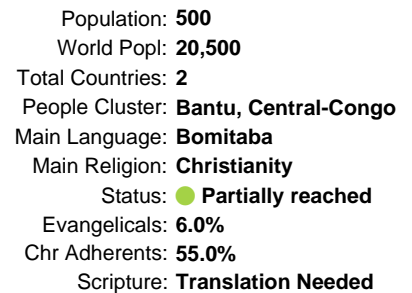 Population: 500
World Popl: 20,500
Total Countries: 2
People Cluster: Bantu, Central-Congo
Main Language: Bomitaba
Main Religion: Christianity
Status: Partially reached
Evangelicals: 6.0%
Chr Adherents: 55.0%
Scripture: Translation Needed